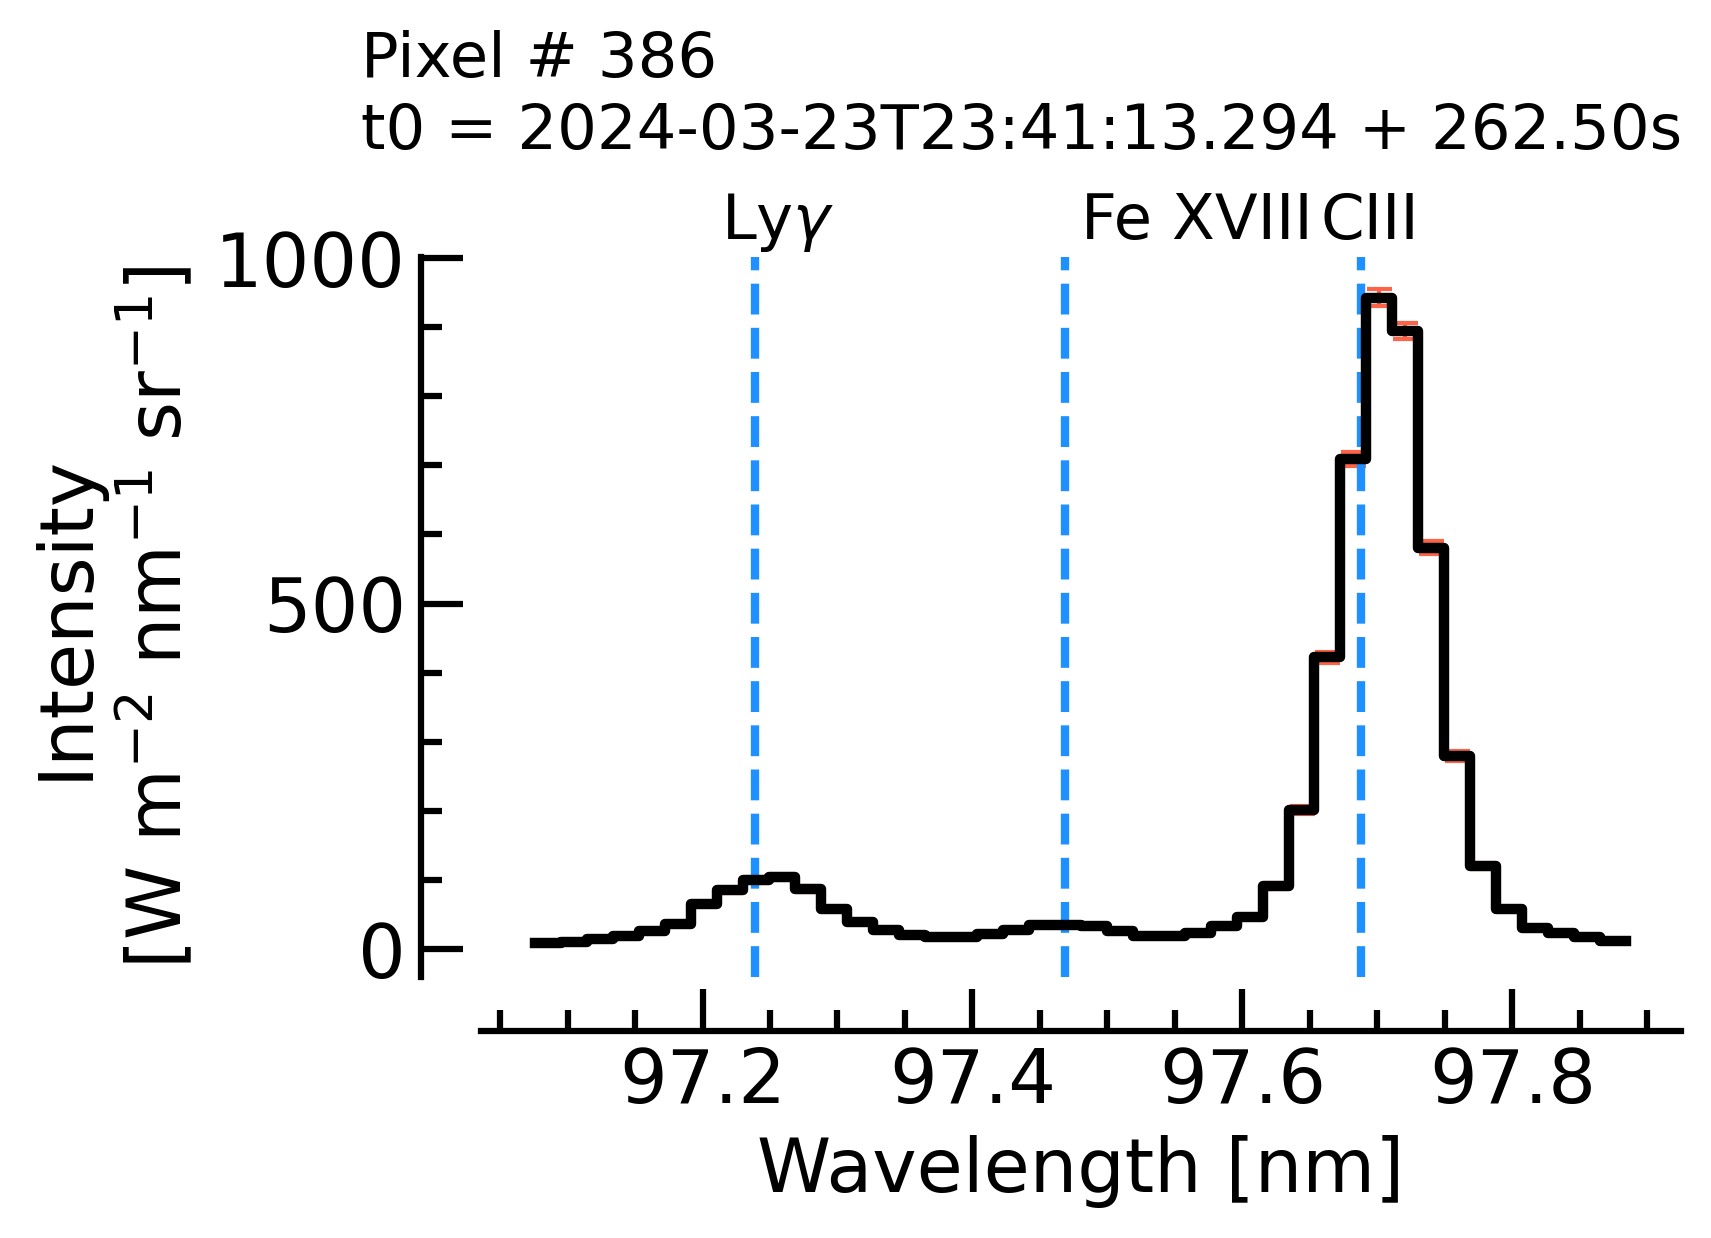 Pixel # 386
t0 = 2024-03-23T23:41:13.294 + 262.50s
Lyγ Fe XVIII CIII
1000
500
0
Intensity
[W m⁻² nm⁻¹ sr⁻¹]
97.2 97.4 97.6 97.8
Wavelength [nm]